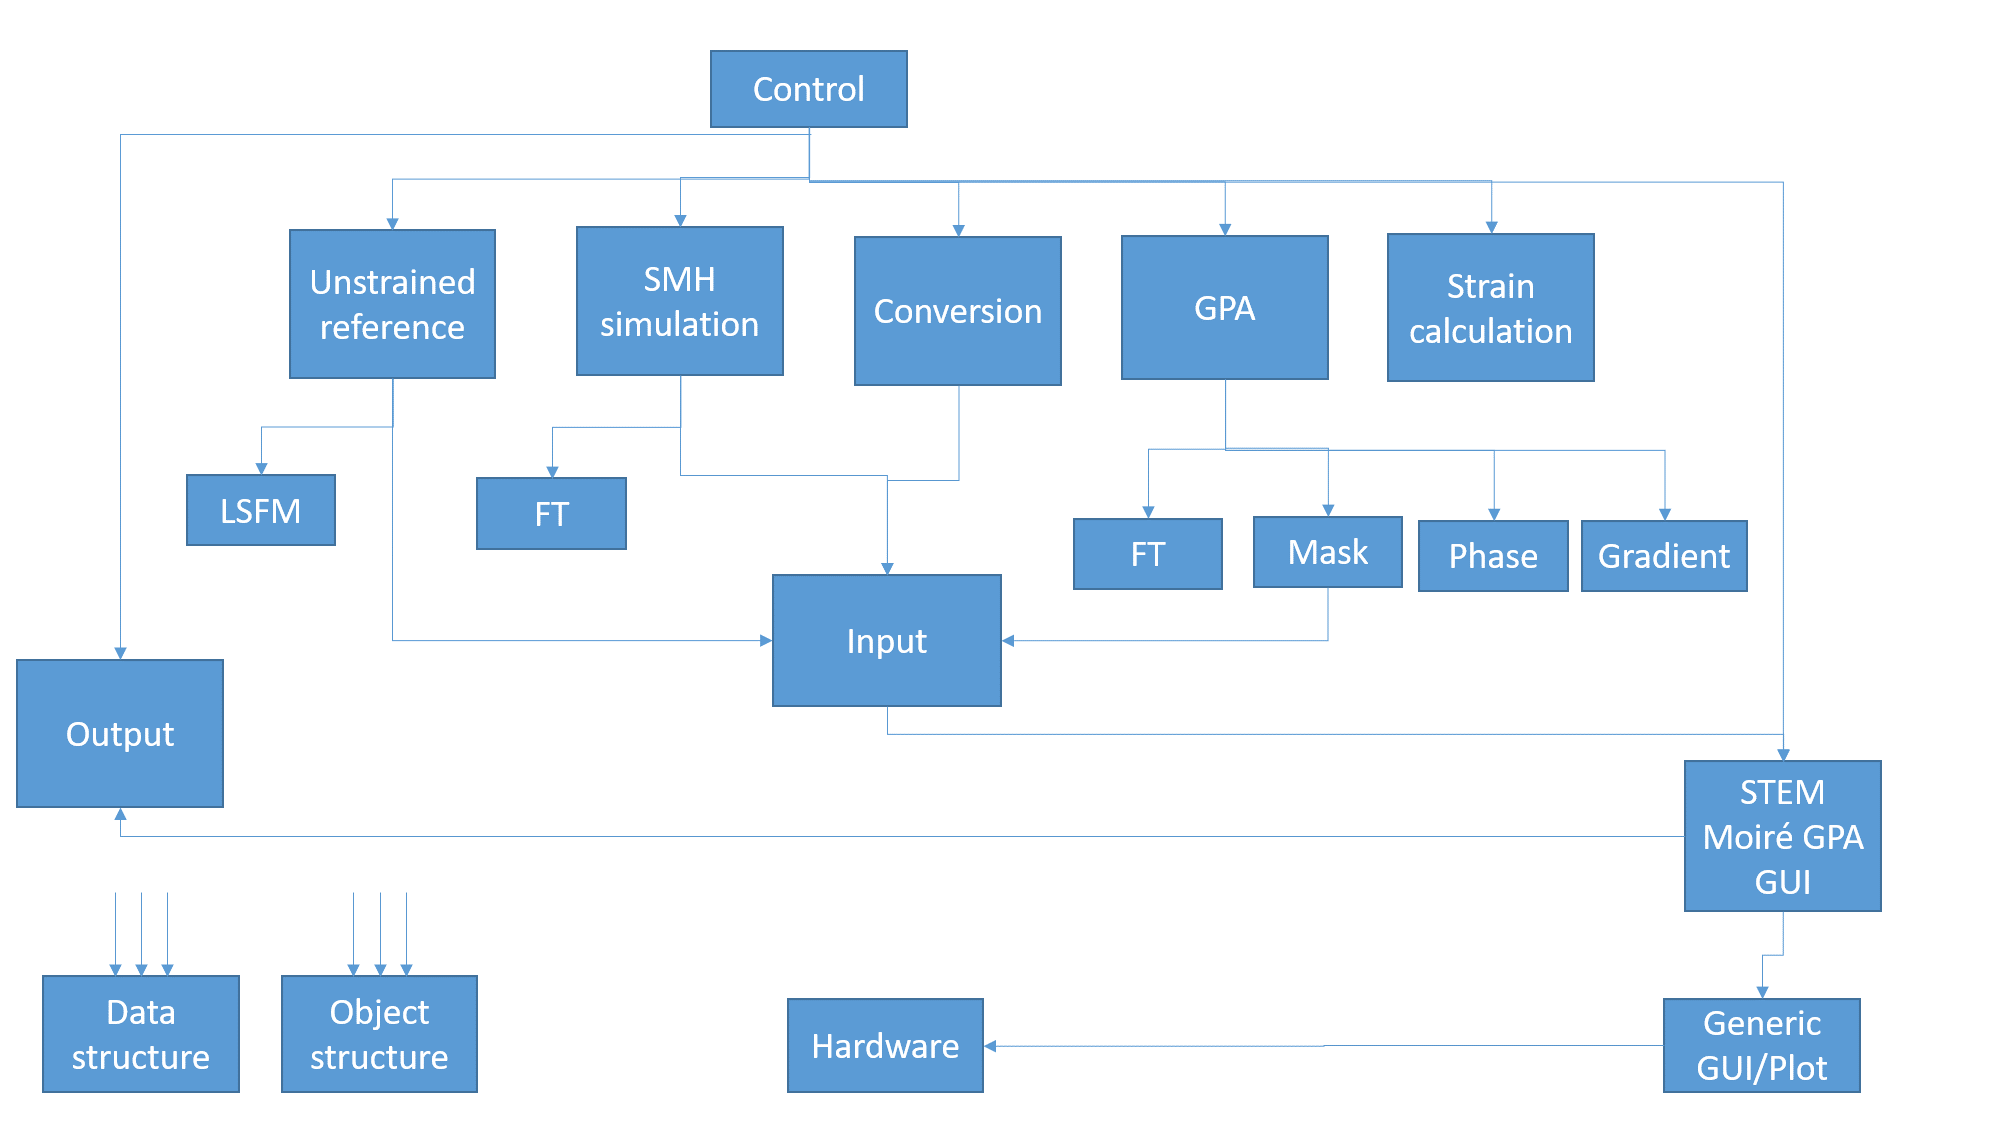 Control
Unstrained
reference
SMH
simulation
Conversion
GPA
Strain
calculation
LSFM
FT
FT
Mask
Phase
Gradient
Input
Output
STEM
Moiré GPA
GUI
Data
structure
Object
structure
Hardware
Generic
GUI/Plot